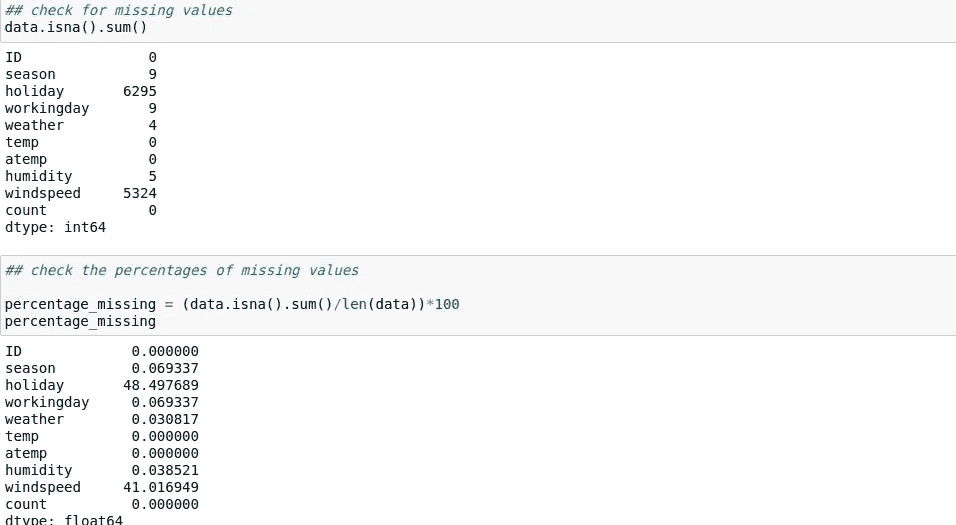 ## check for missing values
data.isna().sum()
ID 0
season 9
holiday 6295
workingday 9
weather 4
temp 0
atemp 0
humidity 5
windspeed 5324
count 0
dtype: int64
## check the percentages of missing values
percentage_missing = (data.isna().sum()/len(data))*100
percentage_missing
ID 0.000000
season 0.069337
holiday 48.497689
workingday 0.069337
weather 0.030817
temp 0.000000
atemp 0.000000
humidity 0.038521
windspeed 41.016949
count 0.000000
dtype: float64